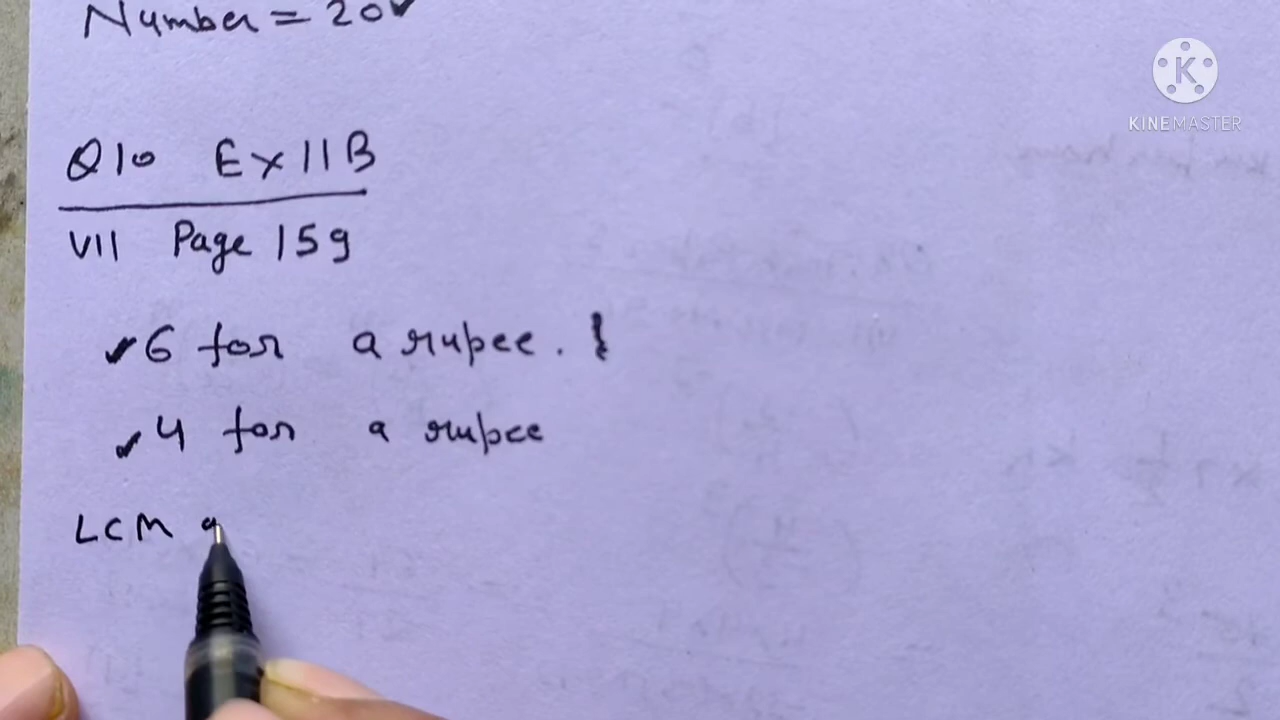 Number = 20
Q10 Ex 11B
VII Page 159
6 for a rupee.
4 for a rupee
LCM
K
KINEMASTER